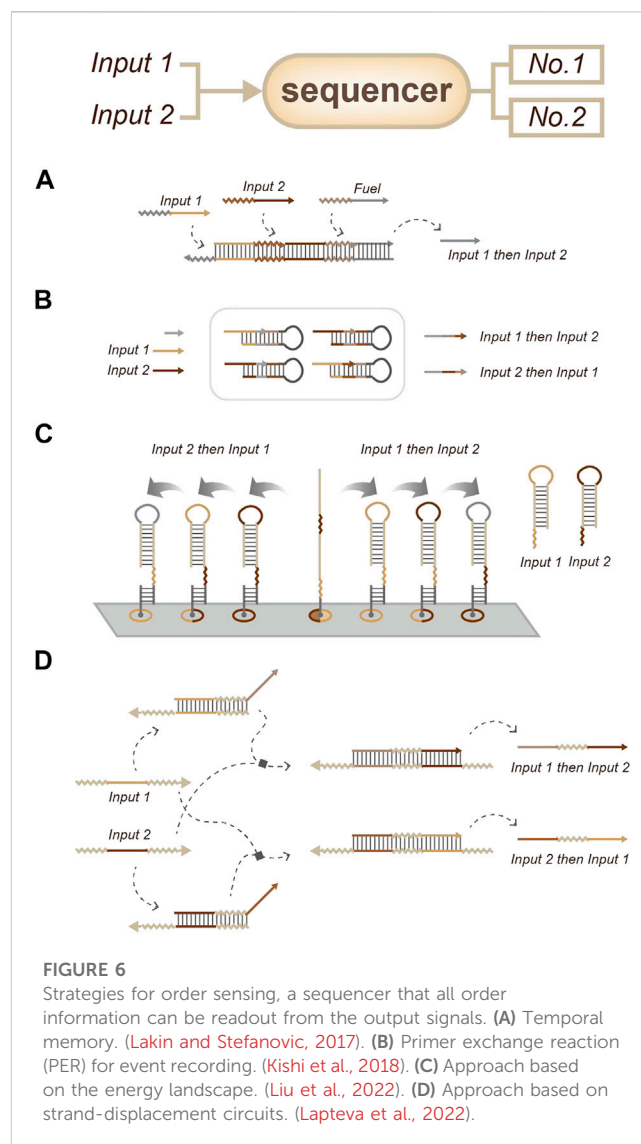 Input 1
Input 2
sequencer
No.1
No.2
A
Input 1
Input 2
Fuel
Input 1 then Input 2
B
Input 1
Input 2
Input 1 then Input 2
Input 2 then Input 1
C
Input 2 then Input 1
Input 1 then Input 2
Input 1
Input 2
D
Input 1
Input 2
Input 1 then Input 2
Input 2 then Input 1
FIGURE 6
Strategies for order sensing, a sequencer that all order
information can be readout from the output signals. (A) Temporal
memory. (Lakin and Stefanovic, 2017). (B) Primer exchange reaction
(PER) for event recording. (Kishi et al., 2018). (C) Approach based
on the energy landscape. (Liu et al., 2022). (D) Approach based on
strand-displacement circuits. (Lapteva et al., 2022).